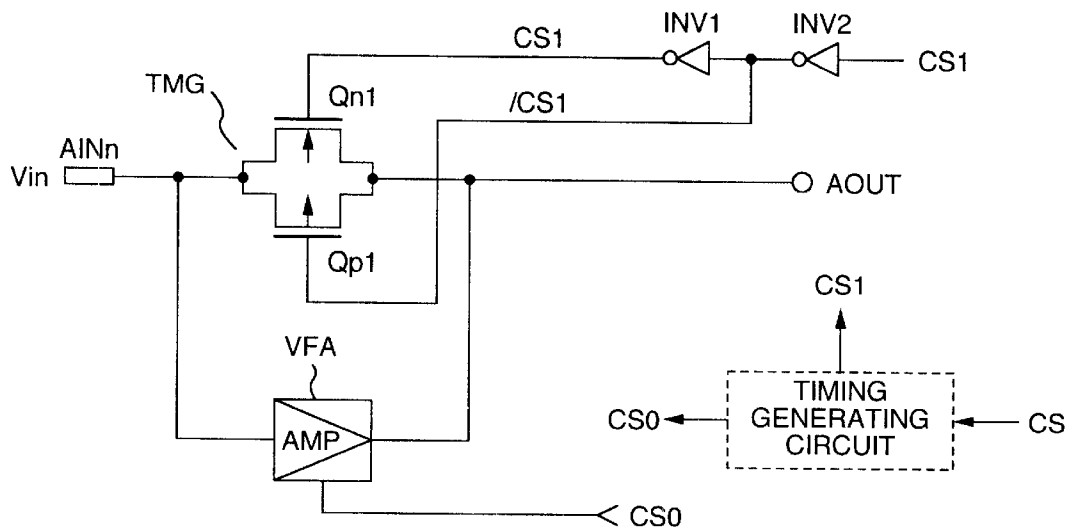 INV1
INV2
CS1
CS1
TMG
Qn1
/CS1
AINn
Vin
AOUT
Qp1
CS1
VFA
TIMING
GENERATING
CIRCUIT
CS0
CS
AMP
CS0